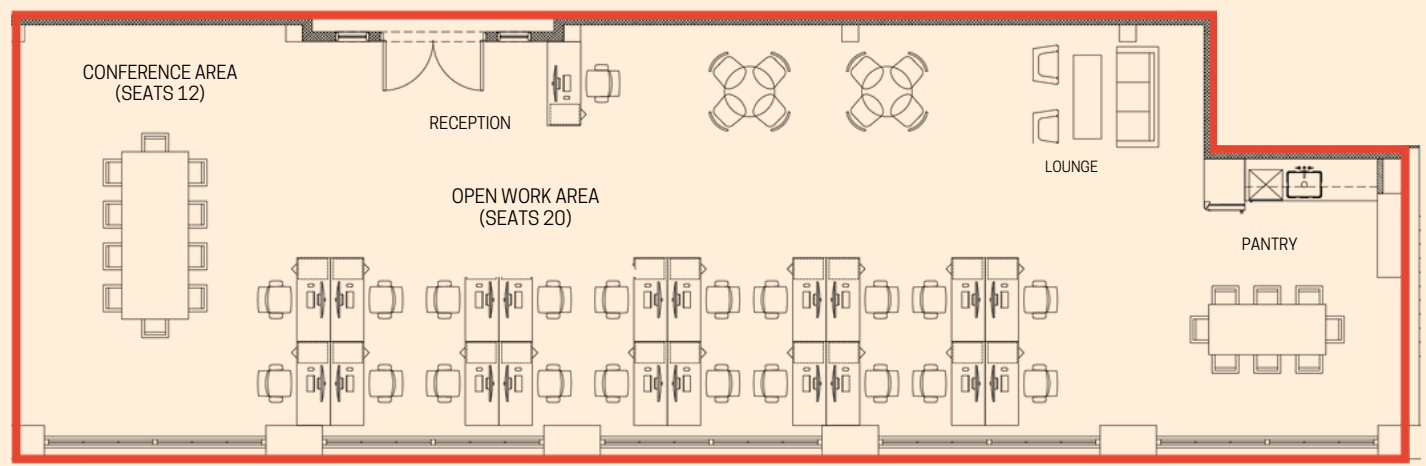 CONFERENCE AREA
(SEATS 12)
RECEPTION
OPEN WORK AREA
(SEATS 20)
LOUNGE
PANTRY